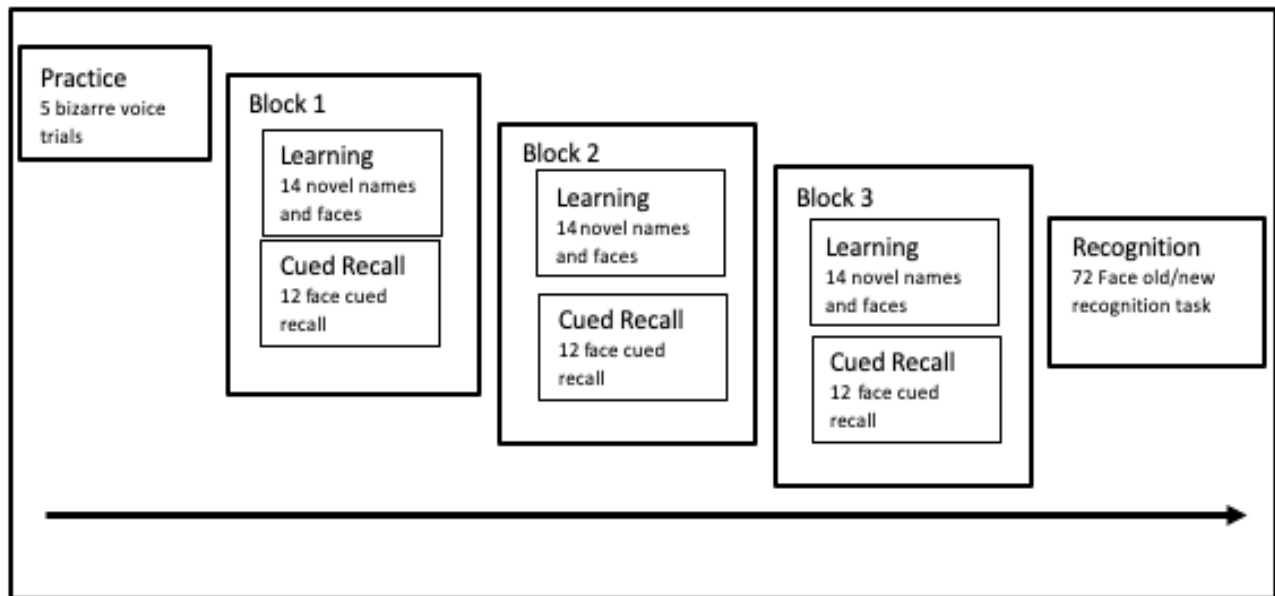 Practice
5 bizarre voice
trials
Block 1
Learning
14 novel names
and faces
Cued Recall
12 face cued
recall
Block 2
Learning
14 novel names
and faces
Cued Recall
12 face cued
recall
Block 3
Learning
14 novel names
and faces
Cued Recall
12 face cued
recall
Recognition
72 Face old/new
recognition task